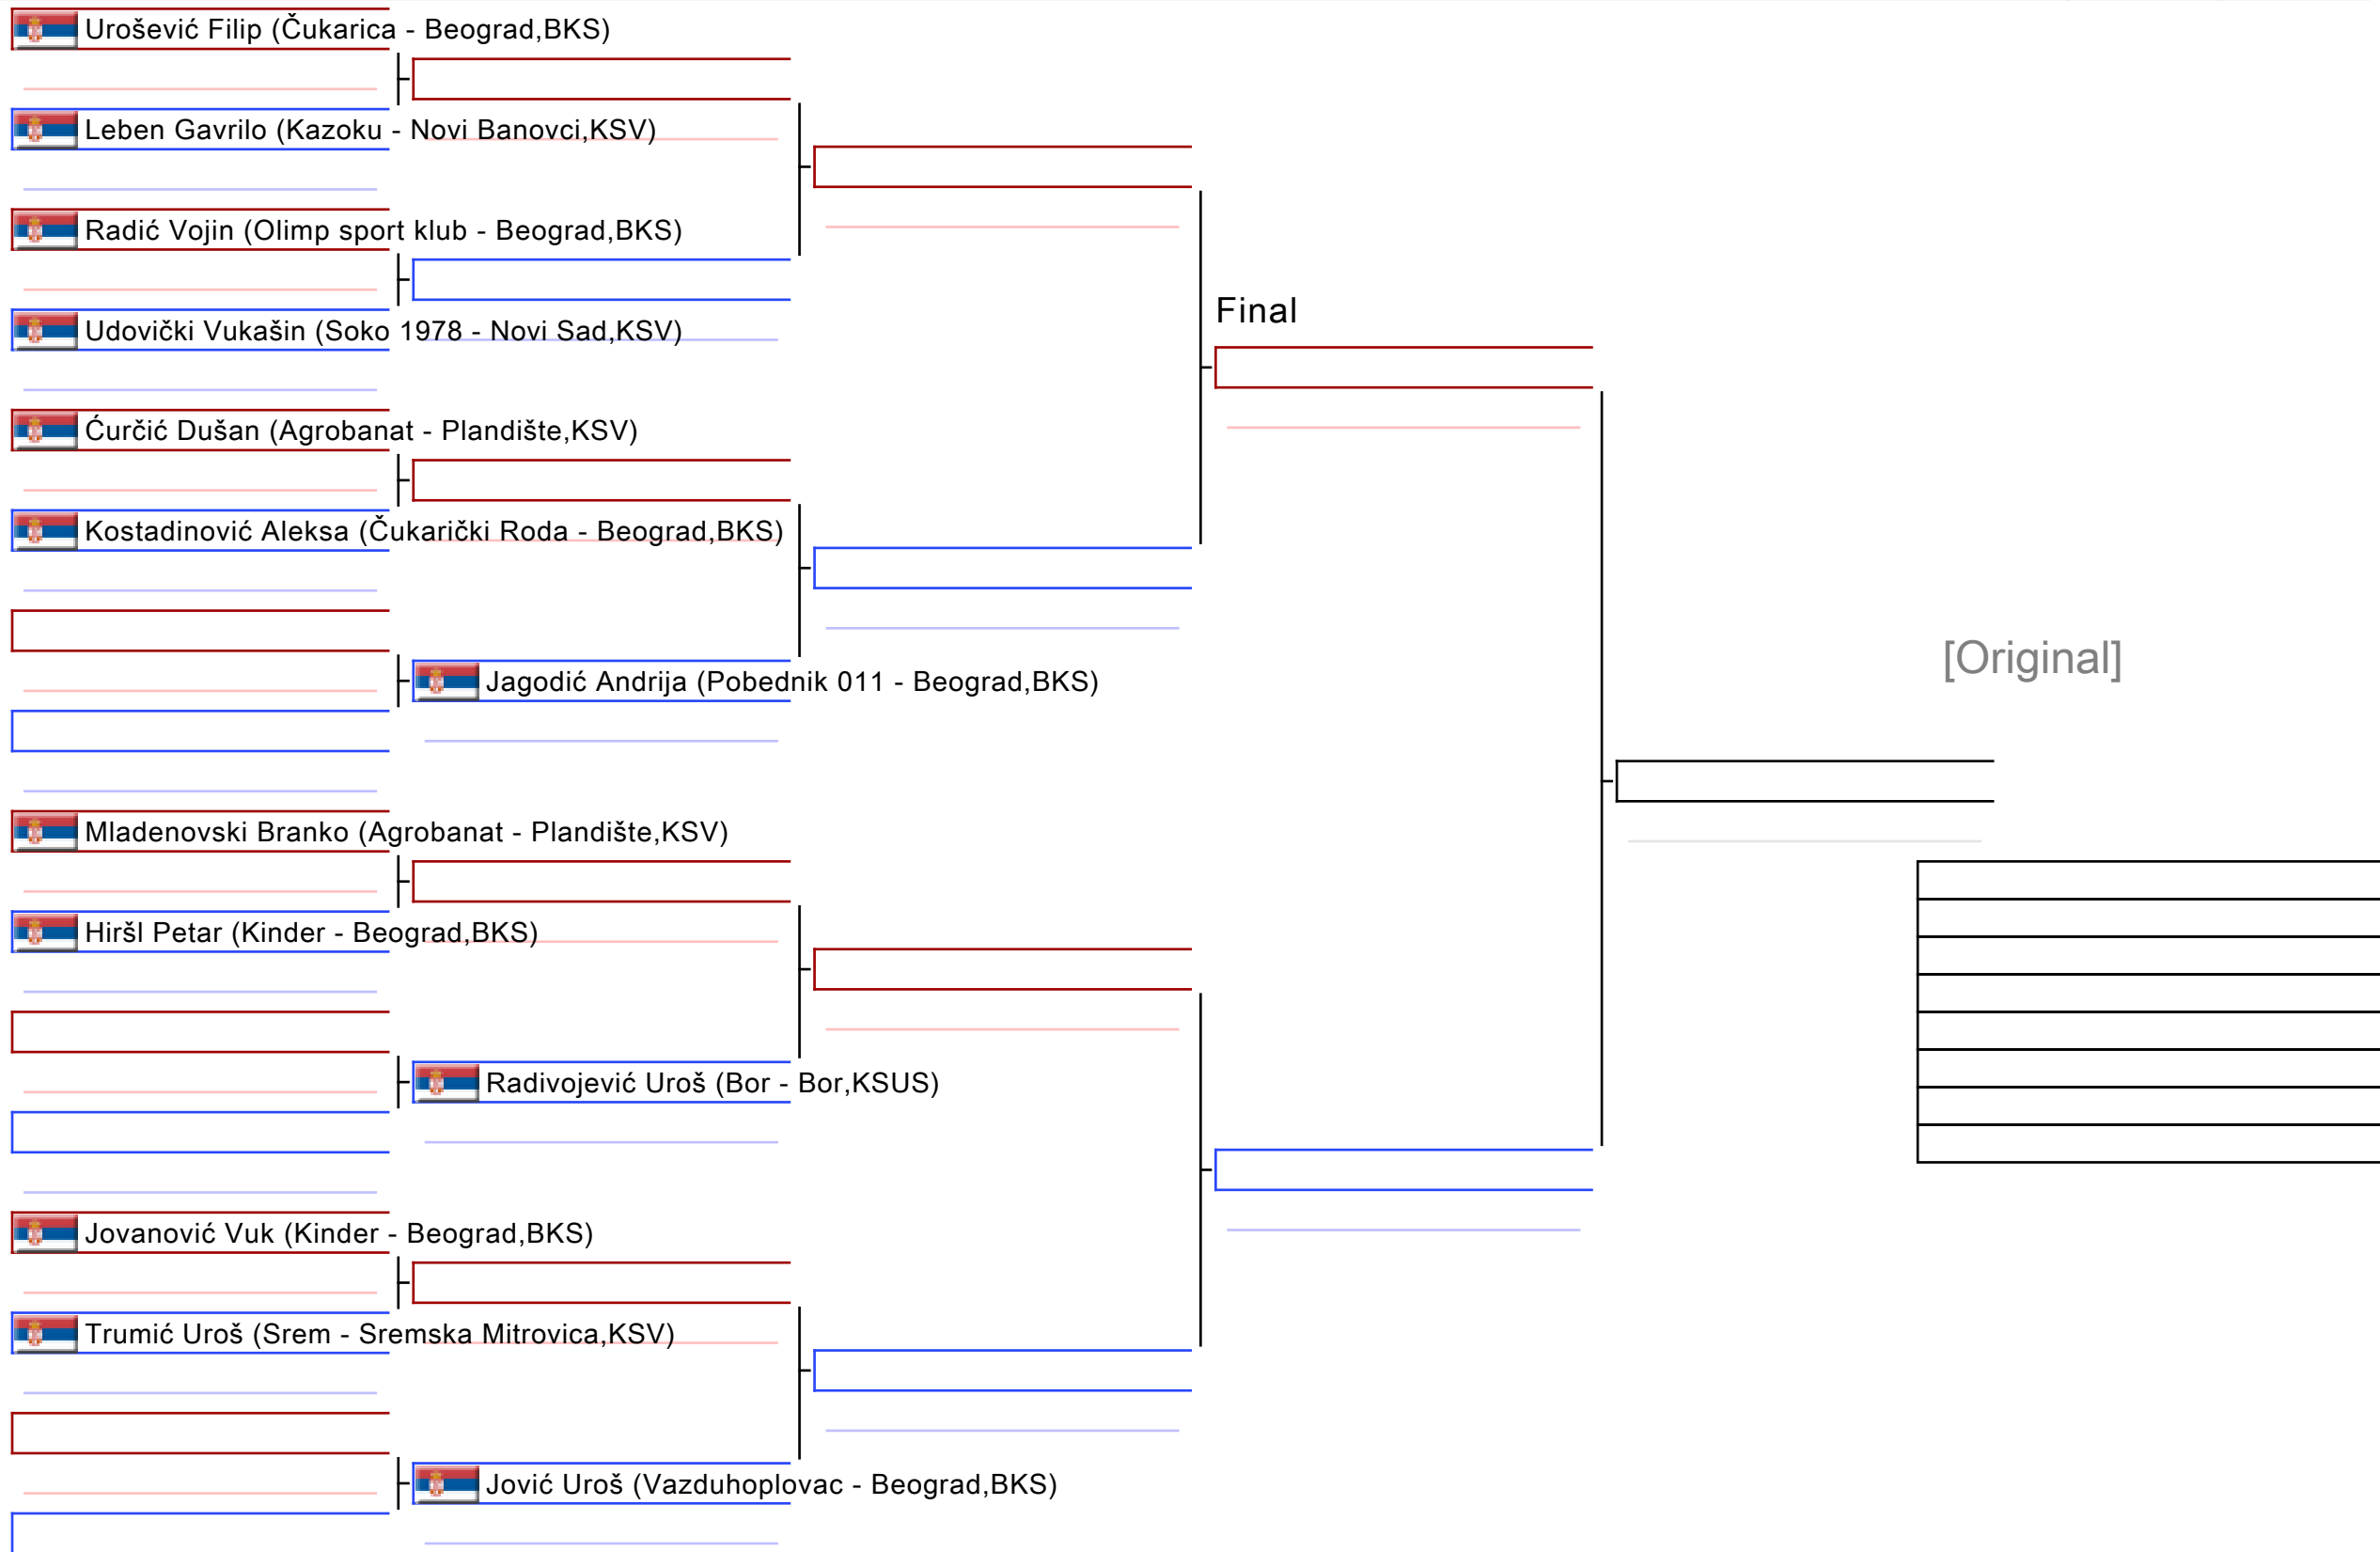 Urošević Filip (Čukarica - Beograd,BKS)
Leben Gavrilo (Kazoku - Novi Banovci,KSV)
Radić Vojin (Olimp sport klub - Beograd,BKS)
Final
Udovički Vukašin (Soko 1978 - Novi Sad,KSV)
Ćurčić Dušan (Agrobanat - Plandište,KSV)
Kostadinović Aleksa (Čukarički Roda - Beograd,BKS)
[Original]
Jagodić Andrija (Pobednik 011 - Beograd,BKS)
Mladenovski Branko (Agrobanat - Plandište,KSV)
Hiršl Petar (Kinder - Beograd,BKS)
Radivojević Uroš (Bor - Bor,KSUS)
Jovanović Vuk (Kinder - Beograd,BKS)
Trumić Uroš (Srem - Sremska Mitrovica,KSV)
Jović Uroš (Vazduhoplovac - Beograd,BKS)